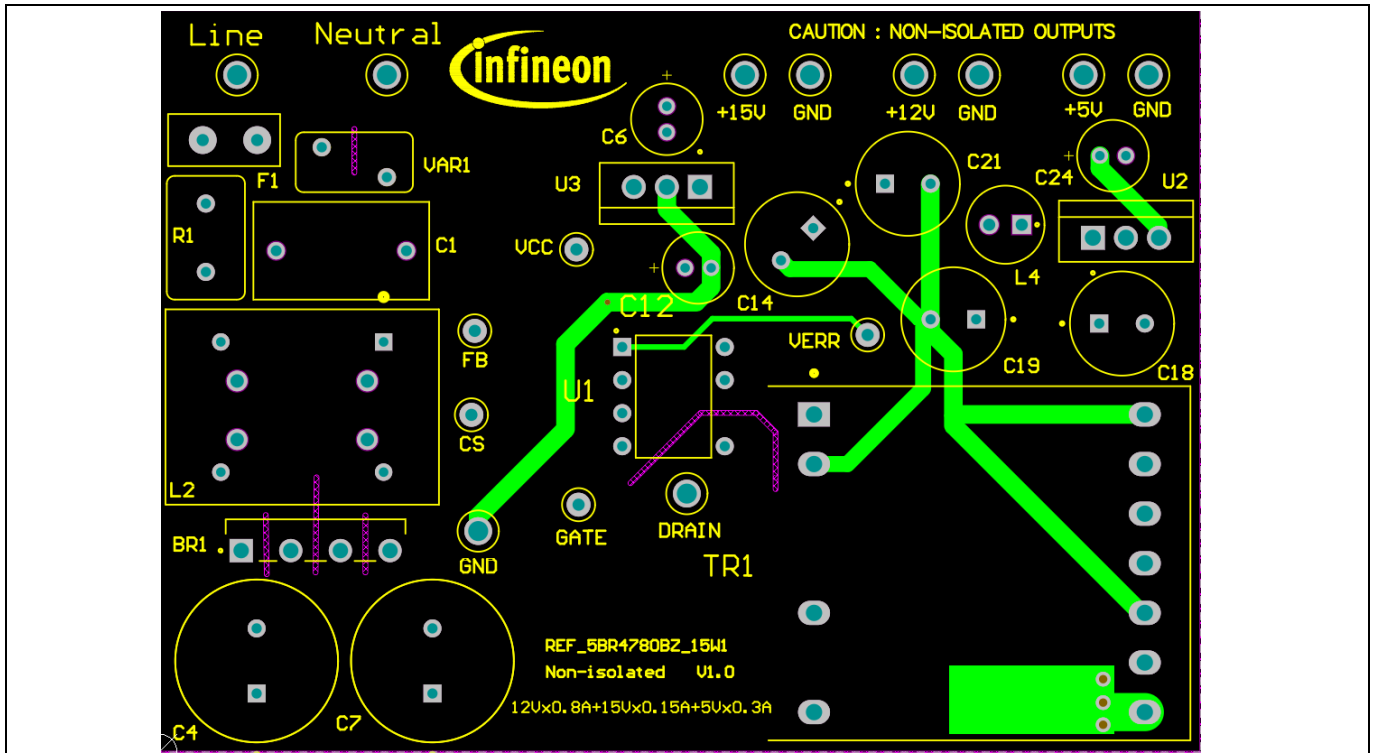 Line
Neutral
infineon
CAUTION : NON-ISOLATED OUTPUTS
+
+15V
GND
+12V
GND
+5V
GND
C6
F1
VAR1
U3
C21
+
C24
U2
R1
C1
VCC
+
C12
C14
L4
FB
VERR
C19
C18
U1
CS
L2
GATE
DRAIN
BR1
GND
TR1
REF_5BR4780BZ_15W1
Non-isolated V1.0
12Vx0.8A+15Vx0.15A+5Vx0.3A
C4
C7